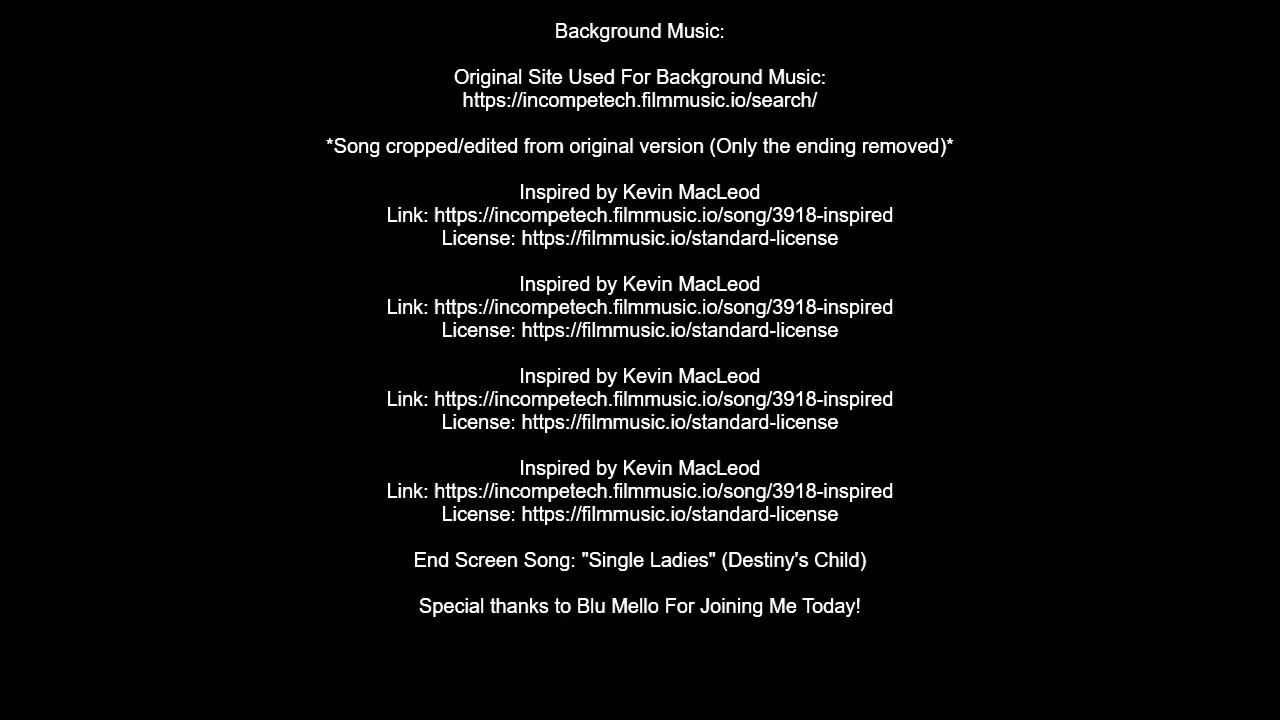 Background Music:
Original Site Used For Background Music:
https://incompetech.filmmusic.io/search/
*Song cropped/edited from original version (Only the ending removed)*
Inspired by Kevin MacLeod
Link: https://incompetech.filmmusic.io/song/3918-inspired
License: https://filmmusic.io/standard-license
Inspired by Kevin MacLeod
Link: https://incompetech.filmmusic.io/song/3918-inspired
License: https://filmmusic.io/standard-license
Inspired by Kevin MacLeod
Link: https://incompetech.filmmusic.io/song/3918-inspired
License: https://filmmusic.io/standard-license
Inspired by Kevin MacLeod
Link: https://incompetech.filmmusic.io/song/3918-inspired
License: https://filmmusic.io/standard-license
End Screen Song: "Single Ladies" (Destiny's Child)
Special thanks to Blu Mello For Joining Me Today!